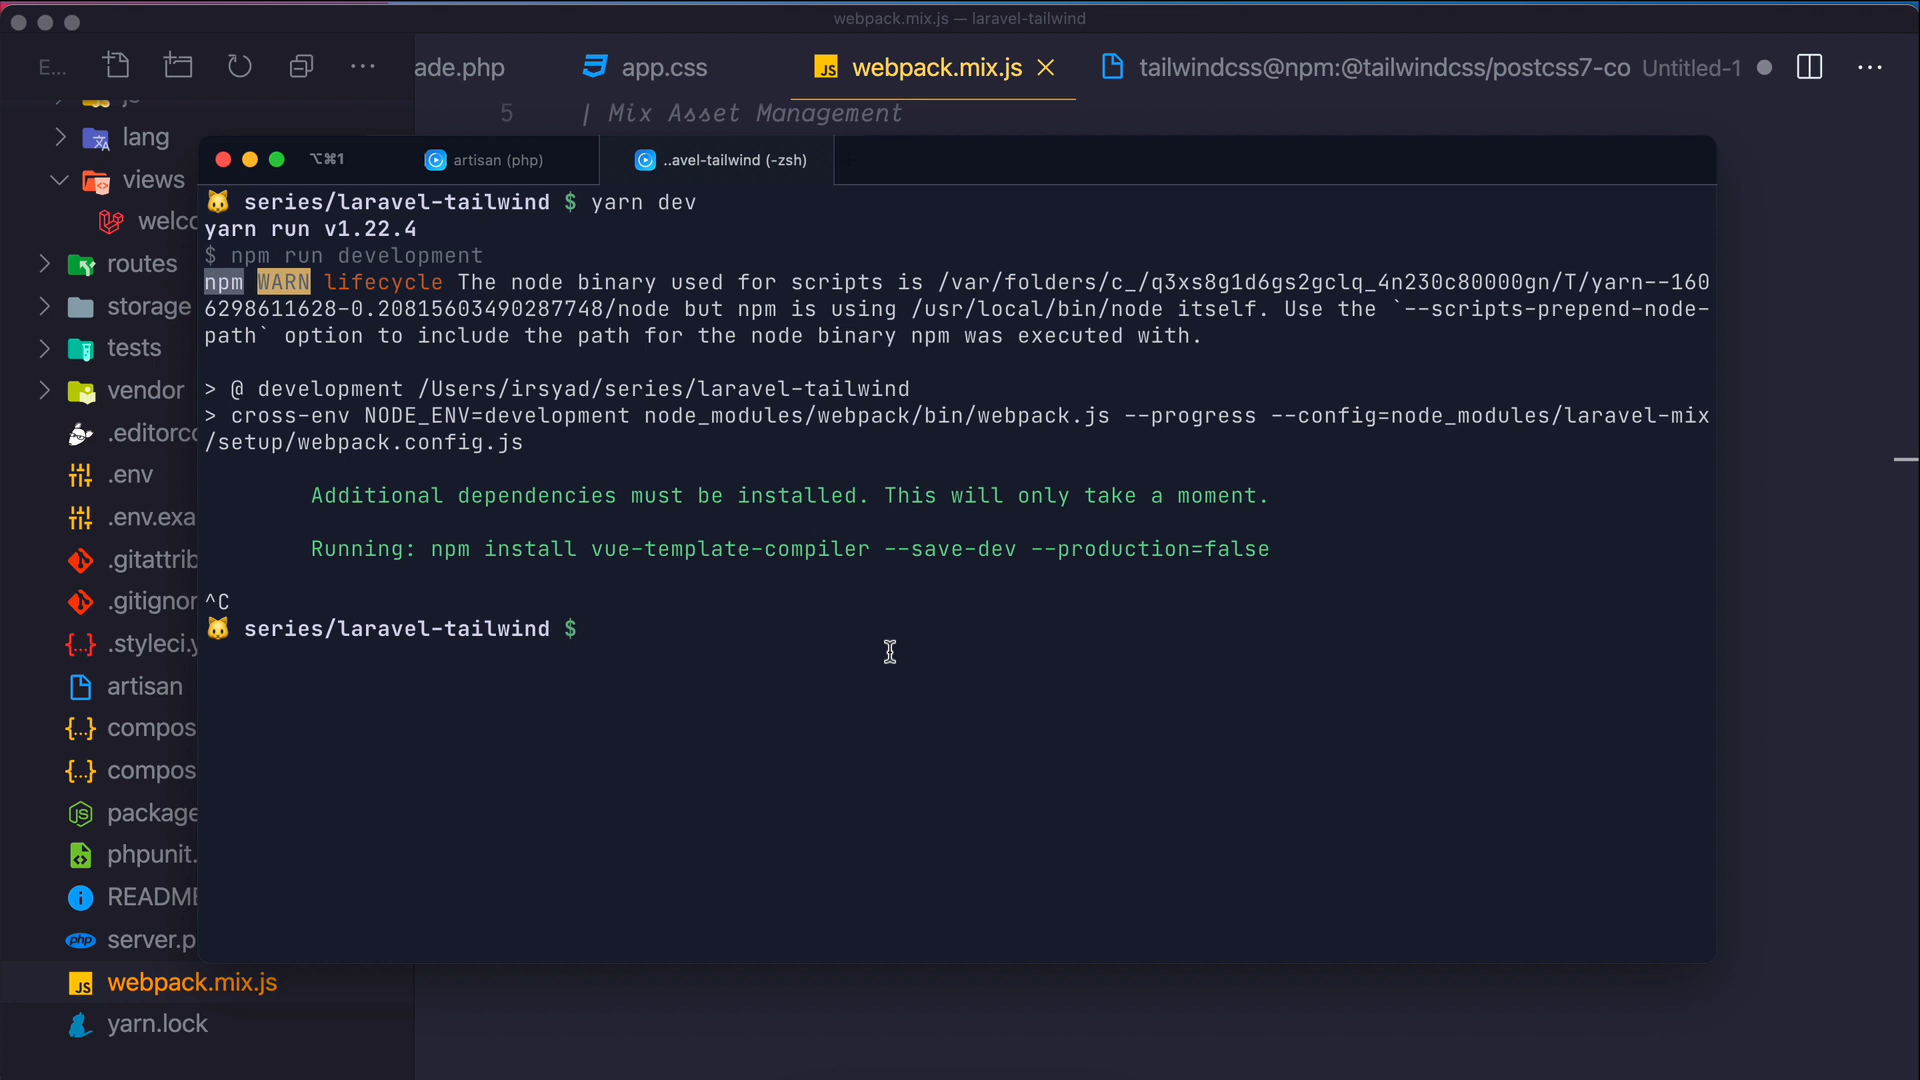 webpack.mix.js — laravel-tailwind
E...
ade.php
app.css
JS webpack.mix.js
tailwindcss@npm:@tailwindcss/postcss7-co Untitled-1
5 | Mix Asset Management
js
lang
views
welco
routes
storage
tests
vendor
.editorco
.env
.env.exa
.gitattrib
.gitignor
{..} .styleci.y
artisan
{..} compos
{..} compos
package
phpunit.
README
php server.p
JS webpack.mix.js
yarn.lock
⌥⌘1
artisan (php)
..avel-tailwind (-zsh)
🐱 series/laravel-tailwind $ yarn dev
yarn run v1.22.4
$ npm run development
npm WARN lifecycle The node binary used for scripts is /var/folders/c_/q3xs8g1d6gs2gclq_4n230c80000gn/T/yarn--160
6298611628-0.20815603490287748/node but npm is using /usr/local/bin/node itself. Use the `--scripts-prepend-node-
path` option to include the path for the node binary npm was executed with.
> @ development /Users/irsyad/series/laravel-tailwind
> cross-env NODE_ENV=development node_modules/webpack/bin/webpack.js --progress --config=node_modules/laravel-mix
/setup/webpack.config.js
Additional dependencies must be installed. This will only take a moment.
Running: npm install vue-template-compiler --save-dev --production=false
^C
🐱 series/laravel-tailwind $